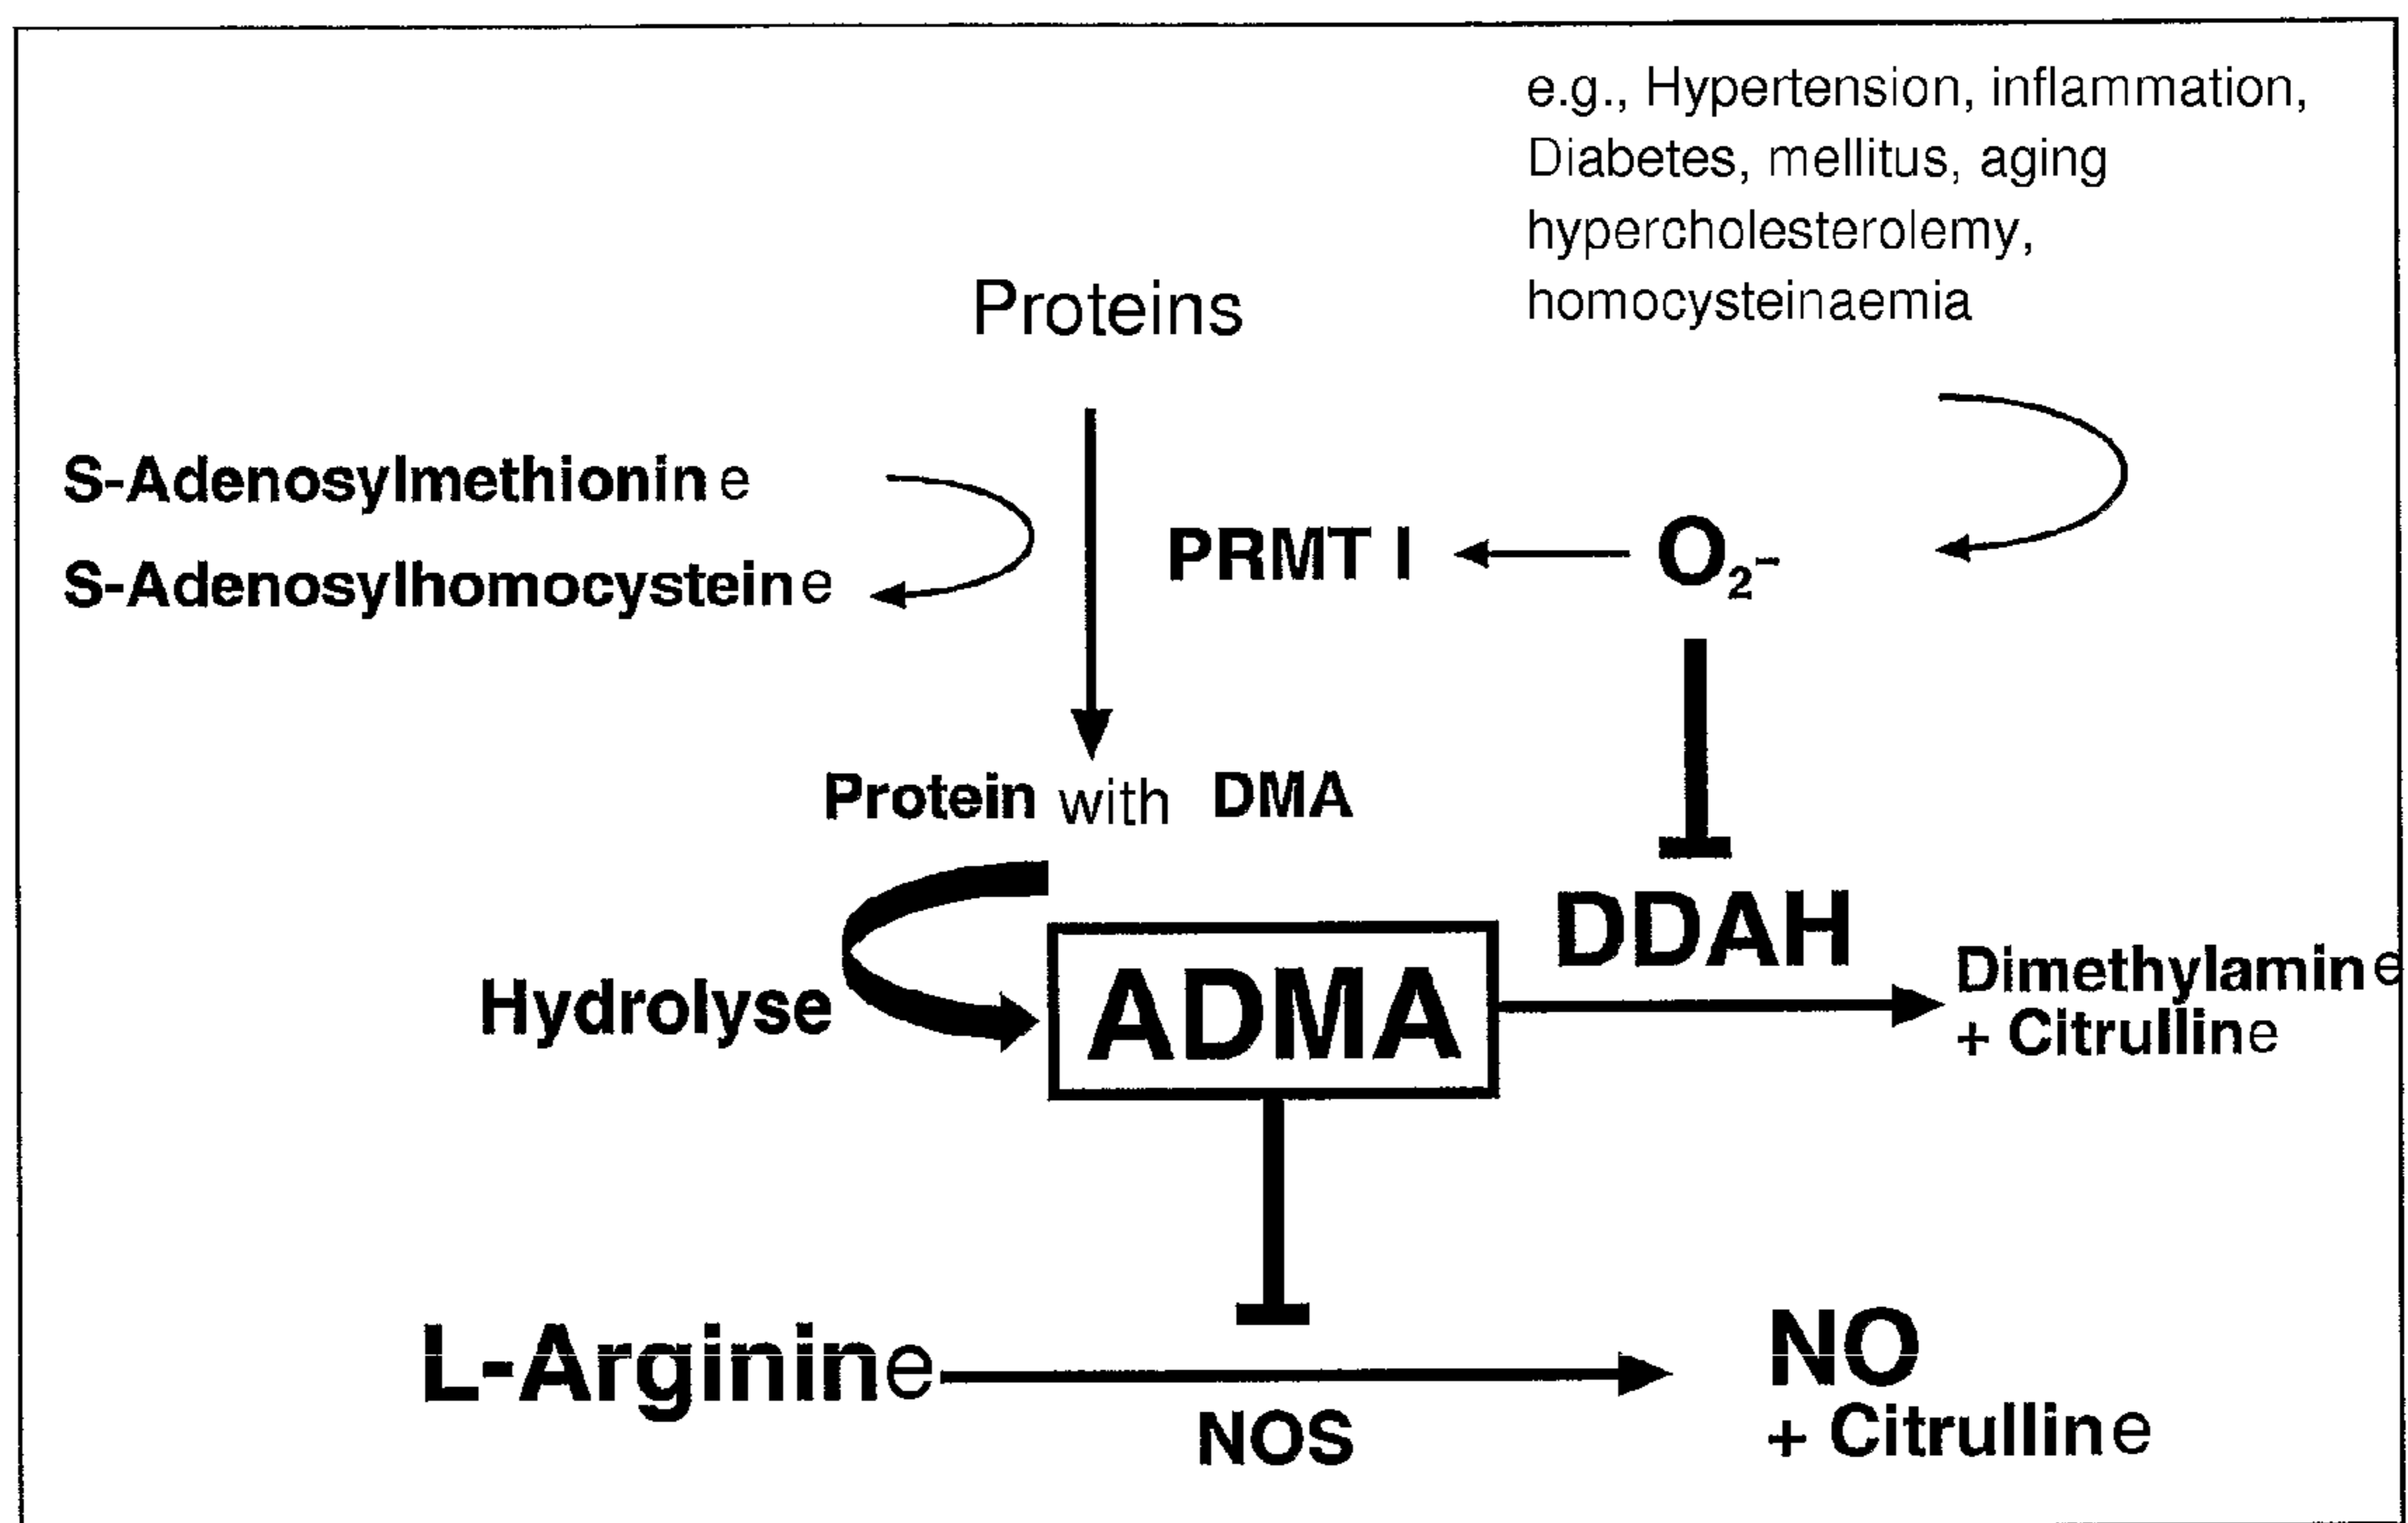 e.g., Hypertension, inflammation,
Diabetes, mellitus, aging
hypercholesterolemy,
homocysteinaemia
Proteins
S-Adenosylmethionine
S-Adenosylhomocysteine
PRMT I
O₂⁻
Protein with DMA
DDAH
Hydrolyse
ADMA
Dimethylamine
+ Citrulline
L-Arginine
NOS
NO
+ Citrulline